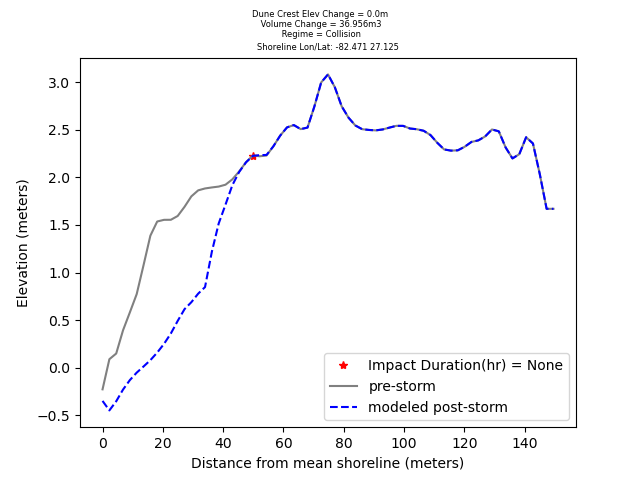 Dune Crest Elev Change = 0.0m
Volume Change = 36.956m3
Regime = Collision
Shoreline Lon/Lat: -82.471 27.125
3.0
2.5
2.0
1.5
1.0
0.5
0.0
−0.5
Elevation (meters)
Impact Duration(hr) = None
pre-storm
modeled post-storm
0 20 40 60 80 100 120 140
Distance from mean shoreline (meters)